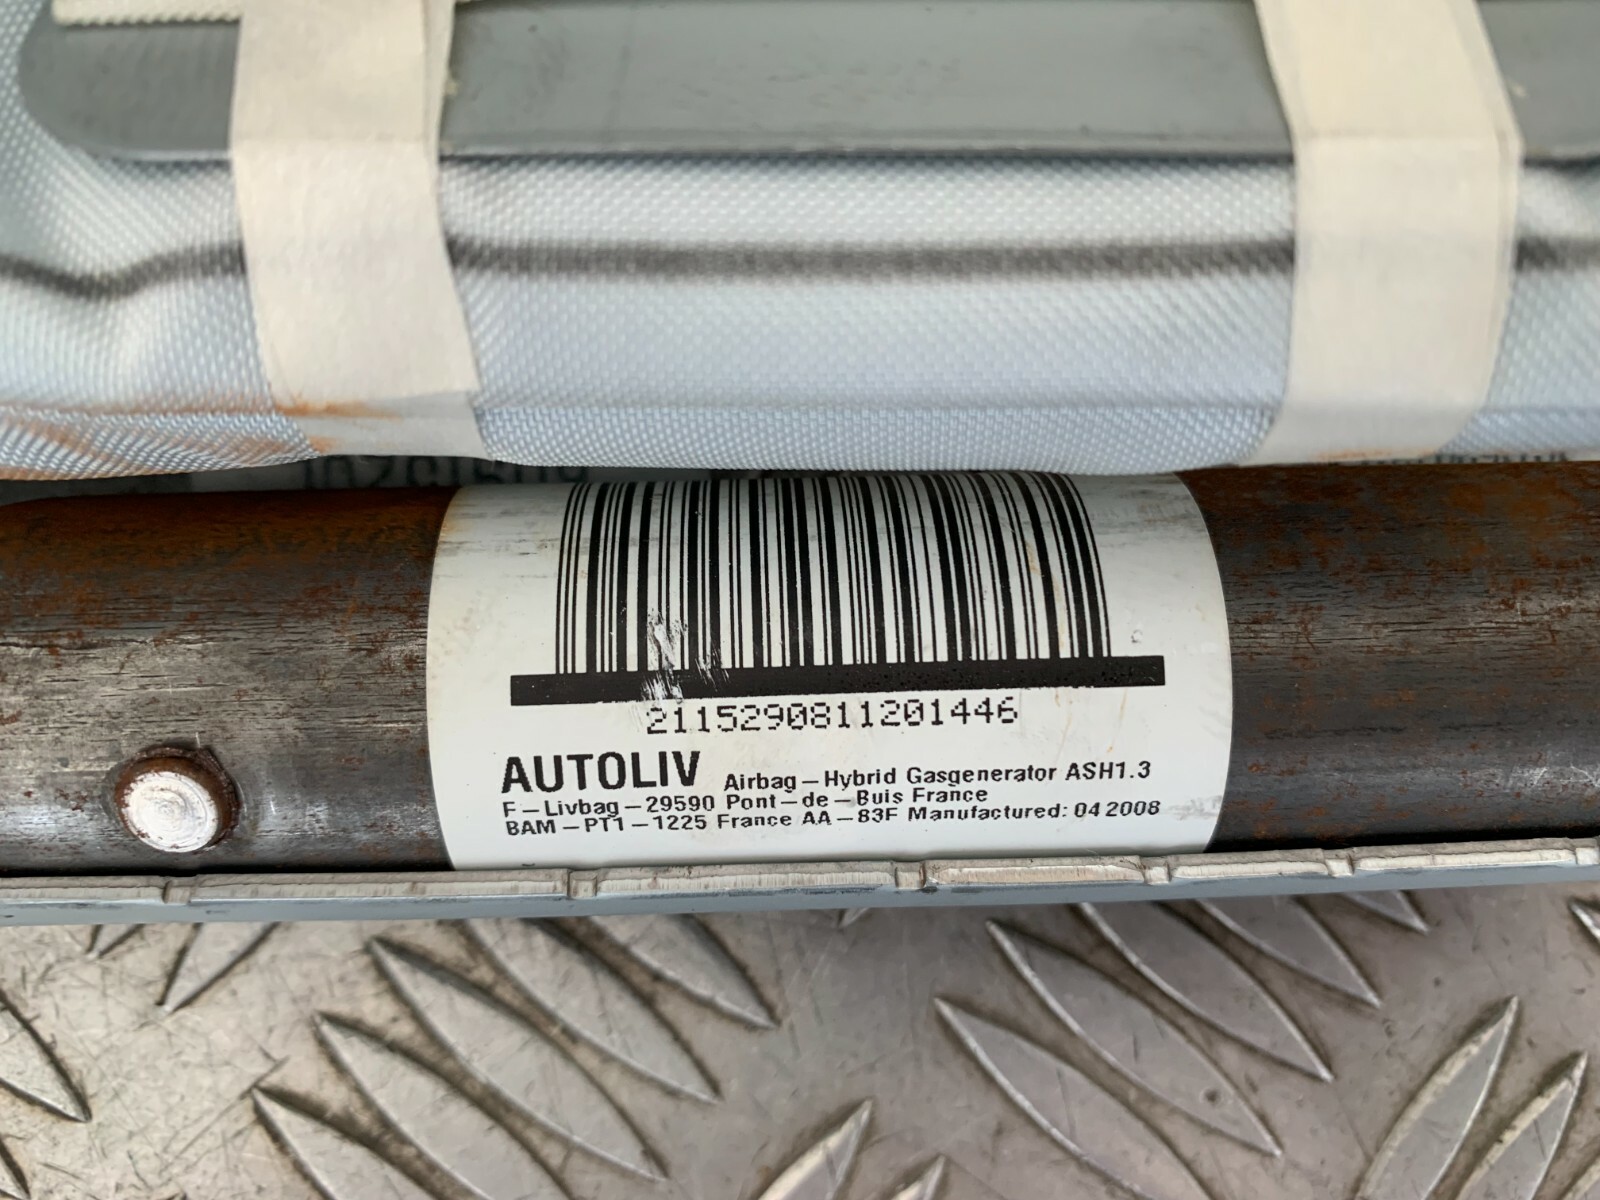 2115290811201446
AUTOLIV Airbag – Hybrid Gasgenerator ASH1.3
F – Livbag – 29590 Pont – de – Buis France
BAM – PT1 – 1225 France AA – 83F Manufactured: 04 2008